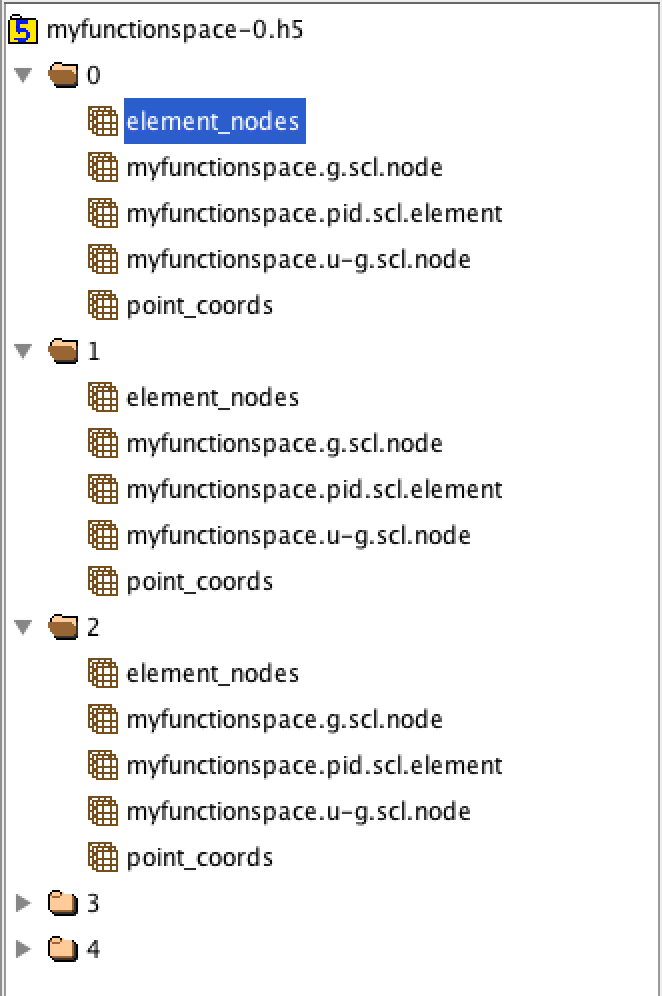 myfunctionspace-0.h5
0
element_nodes
myfunctionspace.g.scl.node
myfunctionspace.pid.scl.element
myfunctionspace.u-g.scl.node
point_coords
1
element_nodes
myfunctionspace.g.scl.node
myfunctionspace.pid.scl.element
myfunctionspace.u-g.scl.node
point_coords
2
element_nodes
myfunctionspace.g.scl.node
myfunctionspace.pid.scl.element
myfunctionspace.u-g.scl.node
point_coords
3
4